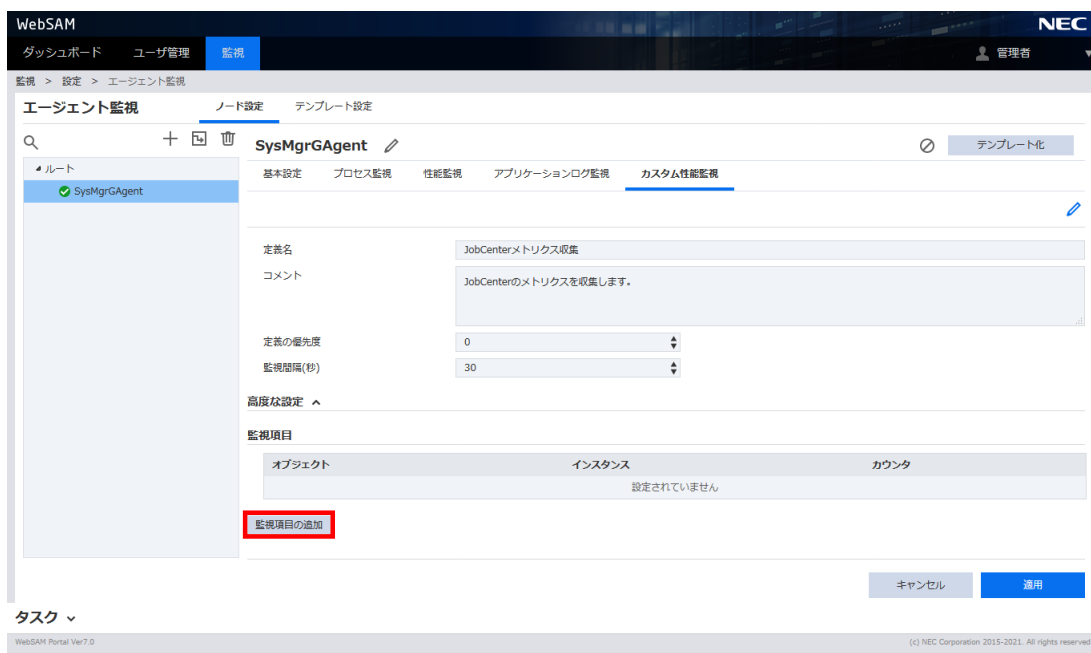 WebSAM NEC
ダッシュボード ユーザ管理 監視 管理者
監視 > 設定 > エージェント監視
エージェント監視 ノード設定 テンプレート設定
SysMgrGAgent テンプレート化
ルート 基本設定 プロセス監視 性能監視 アプリケーションログ監視 カスタム性能監視
SysMgrGAgent
定義名 JobCenterメトリクス収集
コメント JobCenterのメトリクスを収集します。
定義の優先度 0
監視間隔(秒) 30
高度な設定
監視項目
オブジェクト インスタンス カウンタ
設定されていません
監視項目の追加
キャンセル 適用
タスク
WebSAM Portal Ver7.0 (c) NEC Corporation 2015-2021. All rights reserved